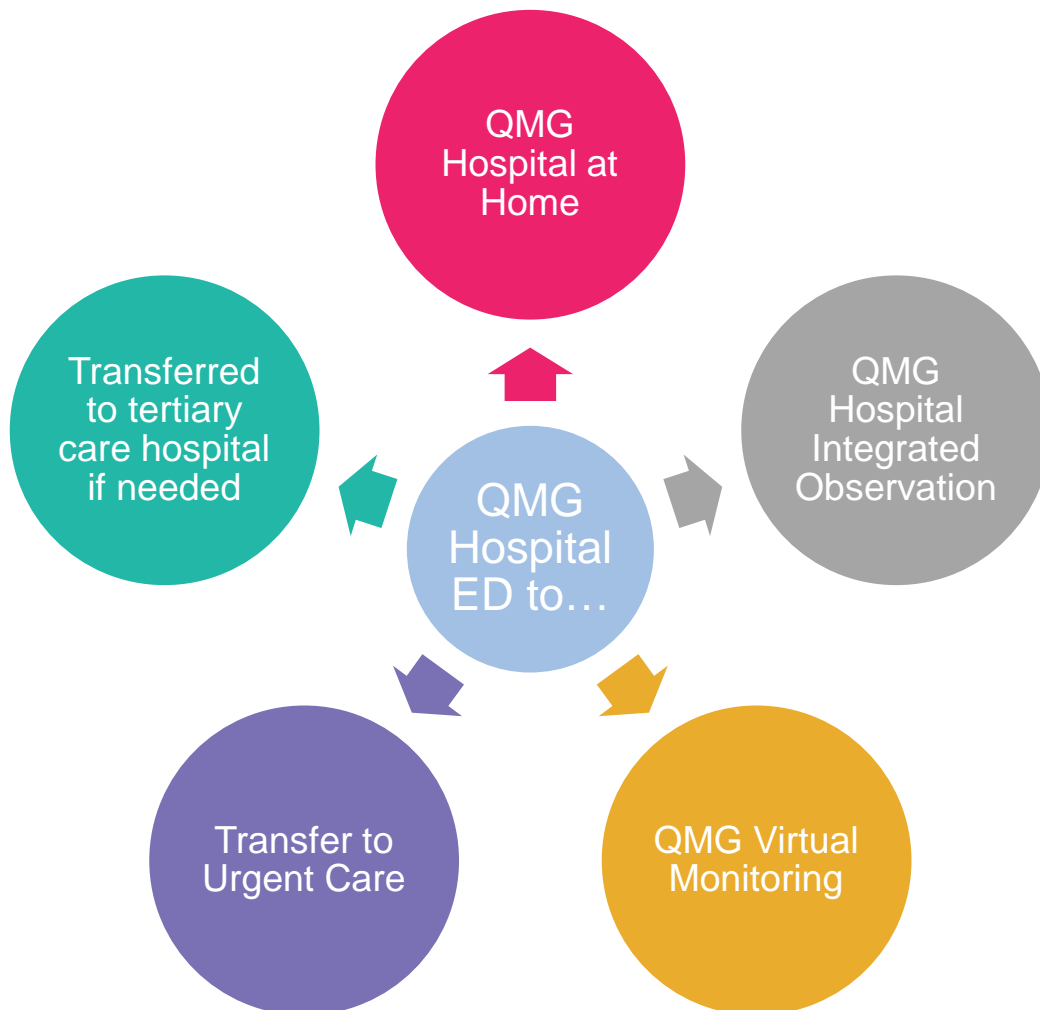 QMG
Hospital at
Home
QMG
Hospital
Integrated
Observation
QMG Virtual
Monitoring
Transfer to
Urgent Care
Transferred
to tertiary
care hospital
if needed
QMG
Hospital
ED to…